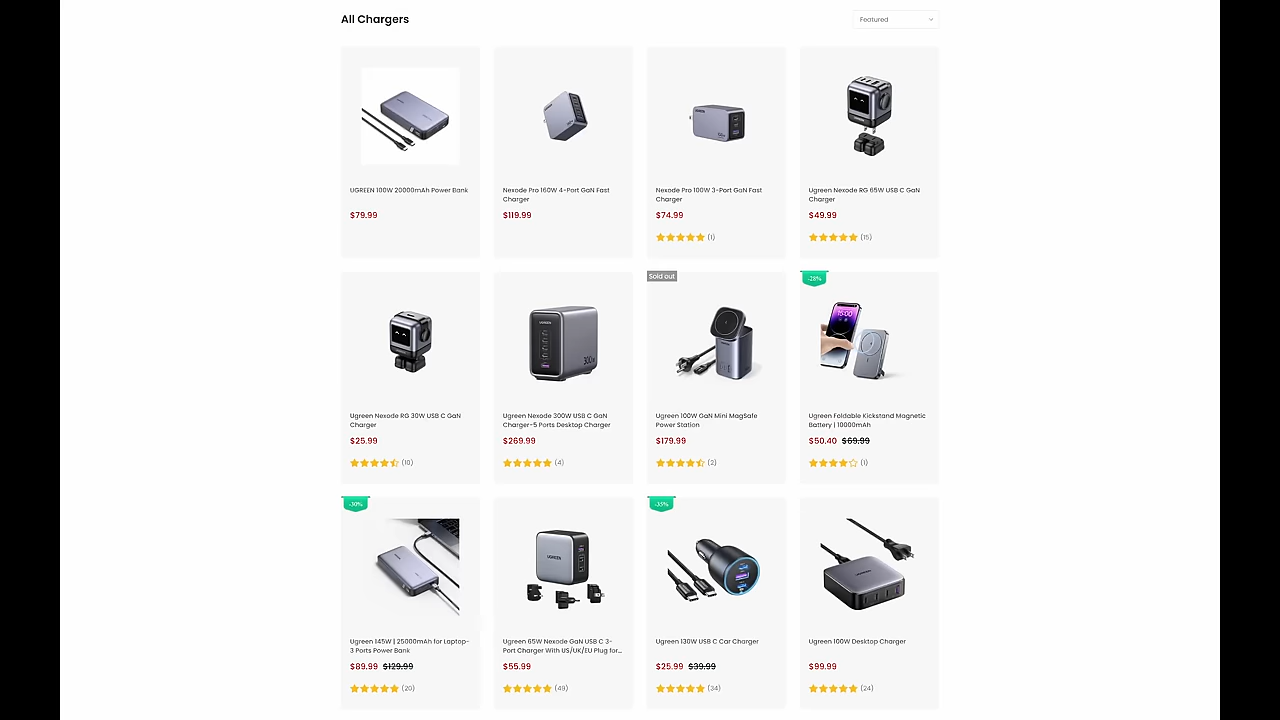 All Chargers
Featured
UGREEN 100W 20000mAh Power Bank
$79.99
Nexode Pro 160W 4-Port GaN Fast
Charger
$119.99
Nexode Pro 100W 3-Port GaN Fast
Charger
$74.99
(1)
Ugreen Nexode RG 65W USB C GaN
Charger
$49.99
(15)
Ugreen Nexode RG 30W USB C GaN
Charger
$25.99
(10)
UGREEN
300W
Ugreen Nexode 300W USB C GaN
Charger-5 Ports Desktop Charger
$269.99
(4)
Sold out
Ugreen 100W GaN Mini MagSafe
Power Station
$179.99
(2)
-28%
16:00
Ugreen Foldable Kickstand Magnetic
Battery | 10000mAh
$50.40 $69.99
(1)
-30%
Ugreen 145W | 25000mAh for Laptop-
3 Ports Power Bank
$89.99 $129.99
(20)
UGREEN
Ugreen 65W Nexode GaN USB C 3-
Port Charger With US/UK/EU Plug for...
$55.99
(49)
-35%
Ugreen 130W USB C Car Charger
$25.99 $39.99
(34)
Ugreen 100W Desktop Charger
$99.99
(24)